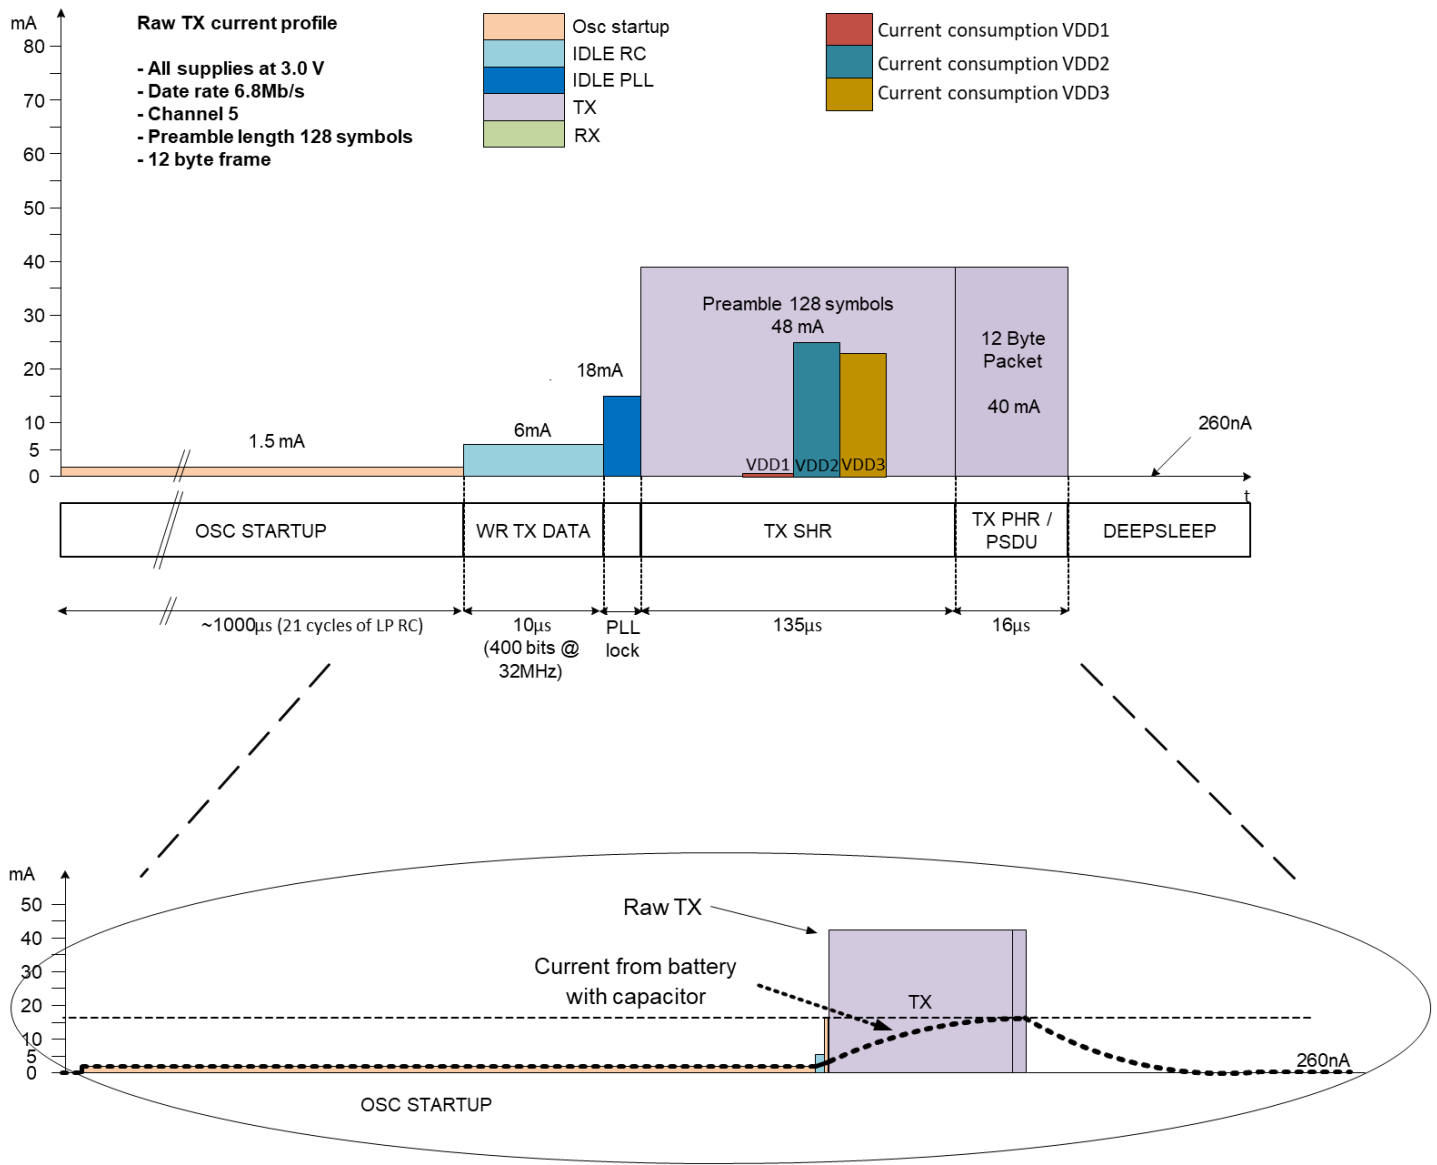 mA
Raw TX current profile
- All supplies at 3.0 V
- Date rate 6.8Mb/s
- Channel 5
- Preamble length 128 symbols
- 12 byte frame
Osc startup
IDLE RC
IDLE PLL
TX
RX
Current consumption VDD1
Current consumption VDD2
Current consumption VDD3
80
70
60
50
40
30
20
10
5
0
1.5 mA
6mA
18mA
Preamble 128 symbols
48 mA
VDD1 VDD2 VDD3
12 Byte
Packet
40 mA
260nA
t
OSC STARTUP
WR TX DATA
TX SHR
TX PHR /
PSDU
DEEPSLEEP
~1000µs (21 cycles of LP RC)
10µs
(400 bits @
32MHz)
PLL
lock
135µs
16µs
mA
50
40
30
20
10
5
0
Raw TX
Current from battery
with capacitor
TX
260nA
OSC STARTUP